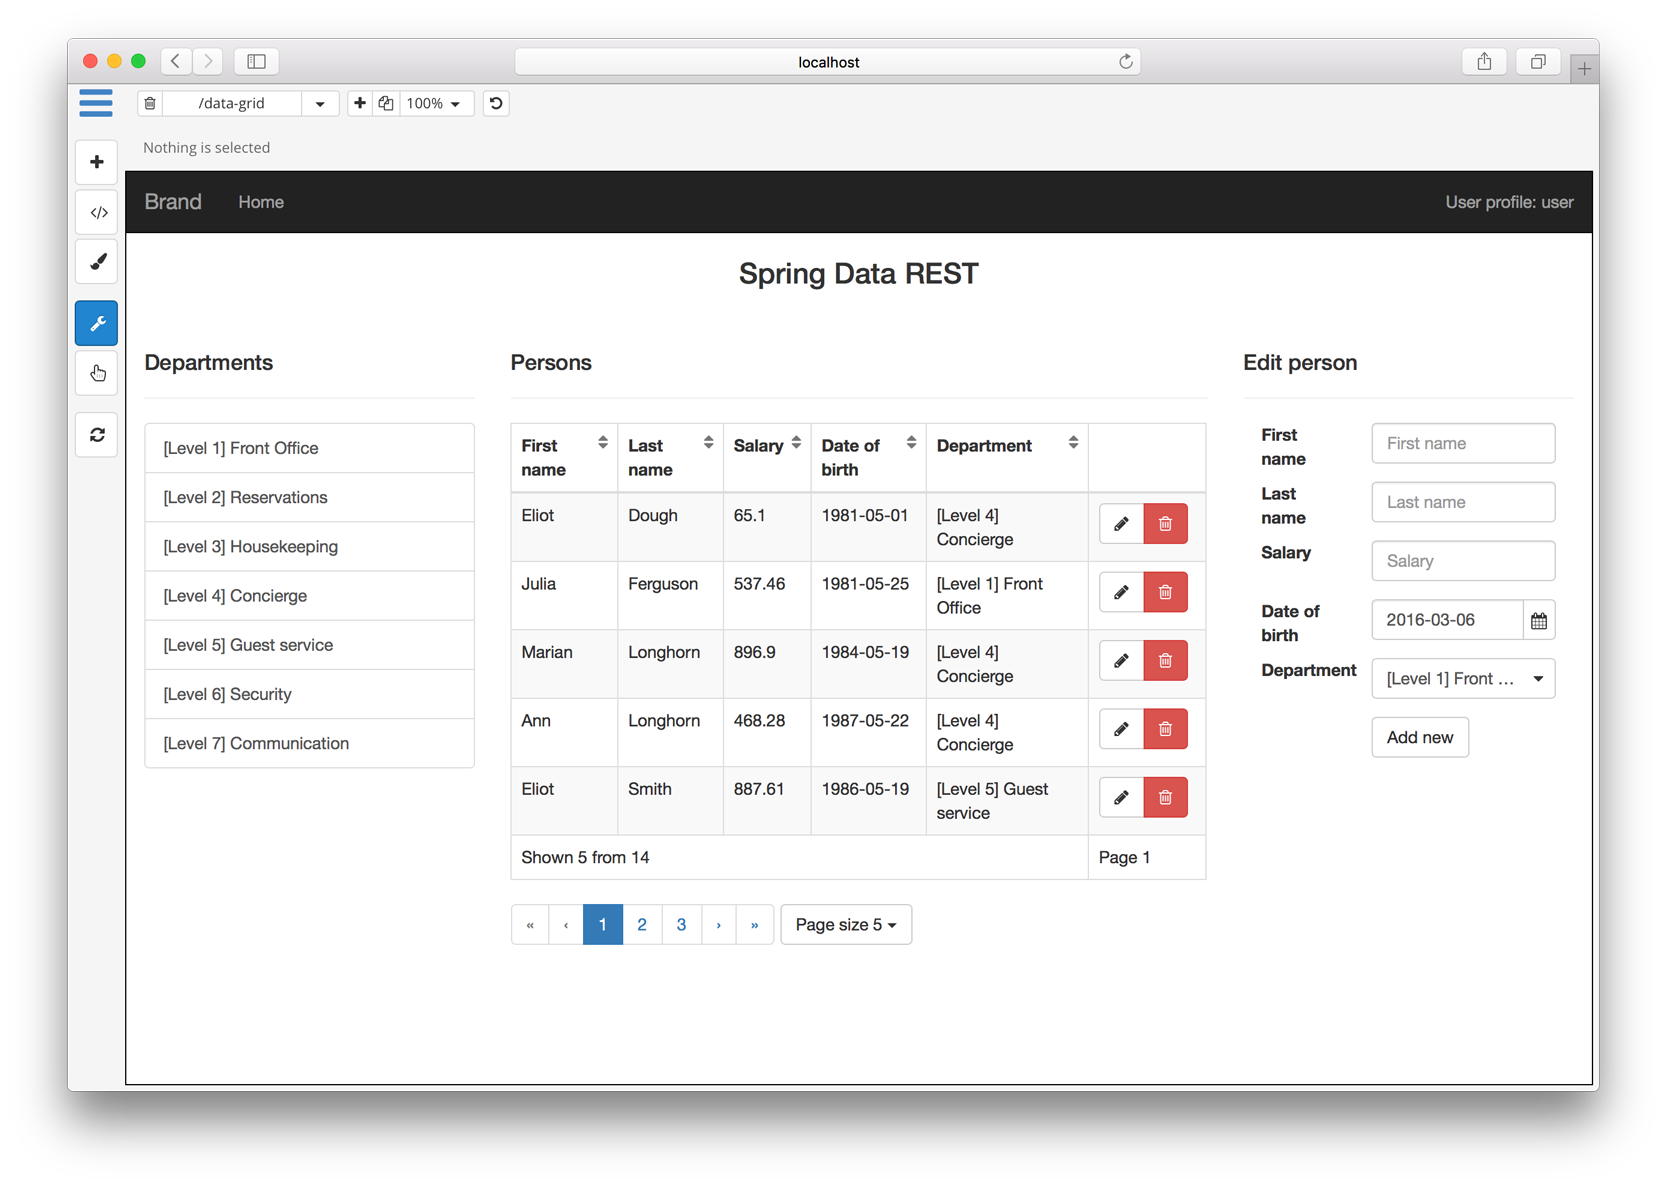 localhost
/data-grid
100%
Nothing is selected
Brand
Home
User profile: user
Spring Data REST
Departments
[Level 1] Front Office
[Level 2] Reservations
[Level 3] Housekeeping
[Level 4] Concierge
[Level 5] Guest service
[Level 6] Security
[Level 7] Communication
Persons
First name
Last name
Salary
Date of birth
Department
Eliot
Dough
65.1
1981-05-01
[Level 4] Concierge
Julia
Ferguson
537.46
1981-05-25
[Level 1] Front Office
Marian
Longhorn
896.9
1984-05-19
[Level 4] Concierge
Ann
Longhorn
468.28
1987-05-22
[Level 4] Concierge
Eliot
Smith
887.61
1986-05-19
[Level 5] Guest service
Shown 5 from 14
Page 1
« ‹ 1 2 3 › »
Page size 5
Edit person
First name
First name
Last name
Last name
Salary
Salary
Date of birth
2016-03-06
Department
[Level 1] Front ...
Add new